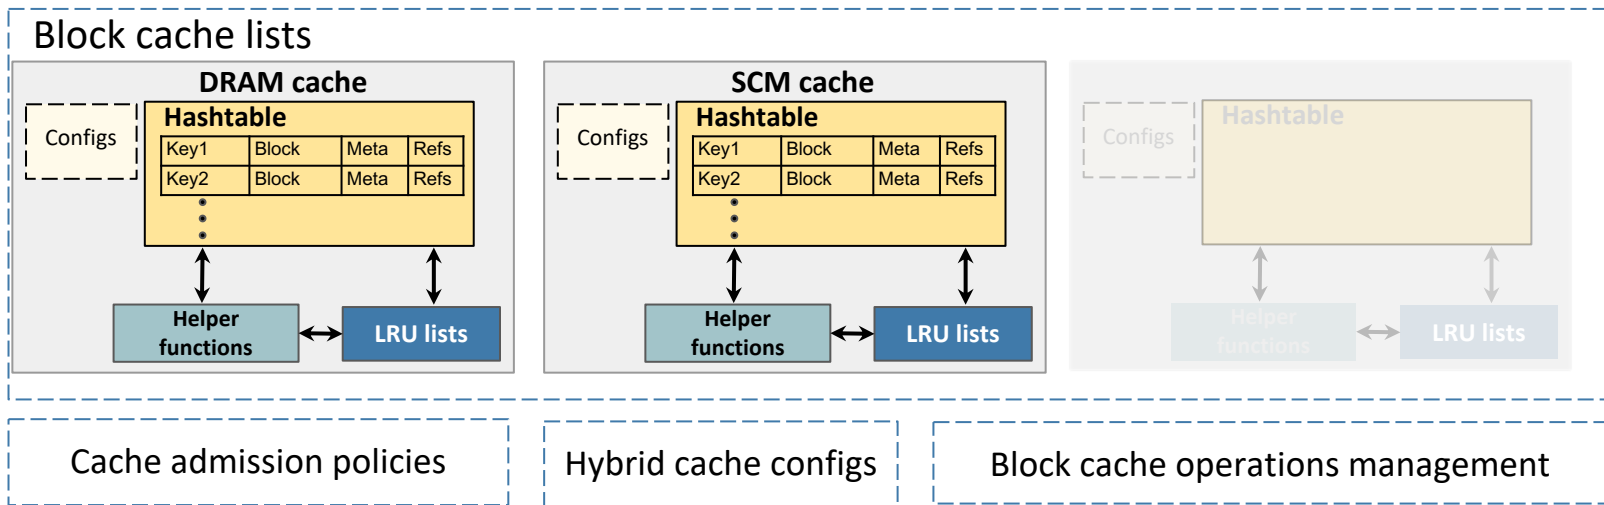 Block cache lists
DRAM cache
Configs
Hashtable
Key1 Block Meta Refs
Key2 Block Meta Refs
Helper
functions
LRU lists
SCM cache
Configs
Hashtable
Key1 Block Meta Refs
Key2 Block Meta Refs
Helper
functions
LRU lists
Configs
Hashtable
Helper
functions
LRU lists
Cache admission policies
Hybrid cache configs
Block cache operations management